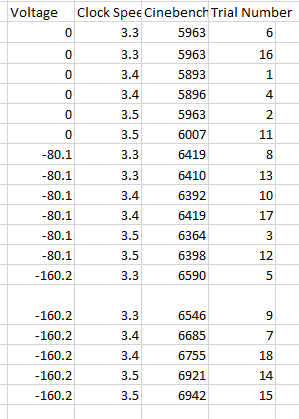 Voltage Clock Spee Cinebench Trial Number
0 3.3 5963 6
0 3.3 5963 16
0 3.4 5893 1
0 3.4 5896 4
0 3.5 5963 2
0 3.5 6007 11
-80.1 3.3 6419 8
-80.1 3.3 6410 13
-80.1 3.4 6392 10
-80.1 3.4 6419 17
-80.1 3.5 6364 3
-80.1 3.5 6398 12
-160.2 3.3 6590 5
-160.2 3.3 6546 9
-160.2 3.4 6685 7
-160.2 3.4 6755 18
-160.2 3.5 6921 14
-160.2 3.5 6942 15